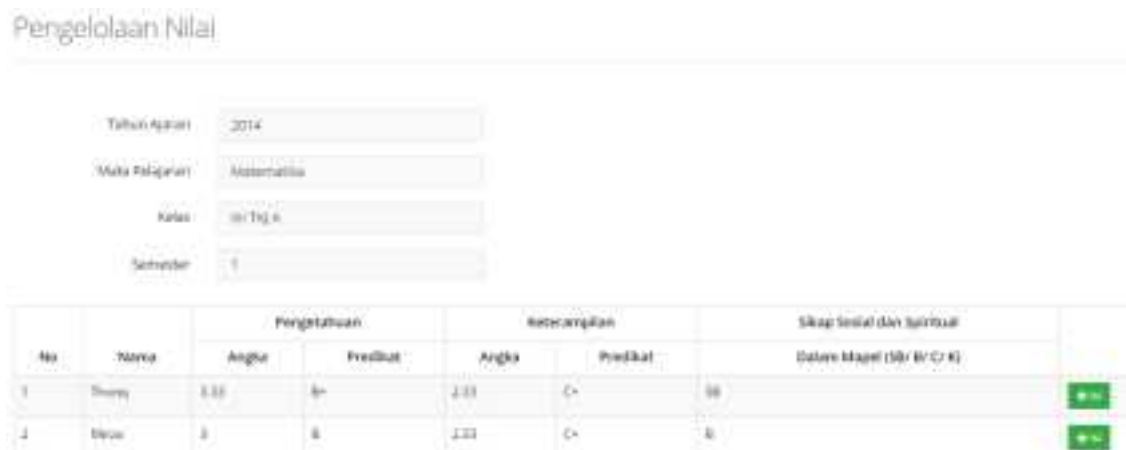 Pengelolaan Nilai
Tahun Ajaran 2014
Mata Pelajaran Matematika
Kelas
Semester 1
Pengetahuan Keterampilan Sikap Sosial dan Spiritual
No Nama Angka Predikat Angka Predikat Dalam Mapel (SB/ B/ C/ K)
1 3.33 B+ 2.33 C+ SB
2 3 B 2.33 C+ B